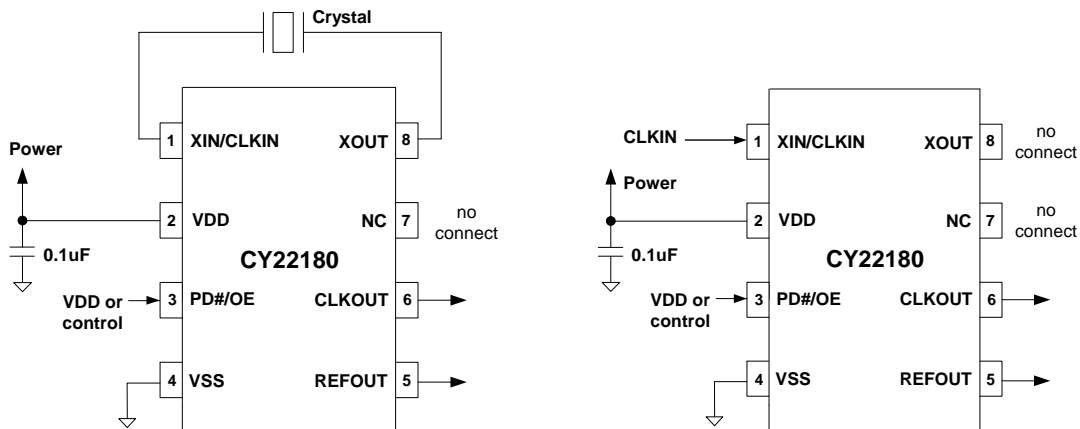 Crystal
1 XIN/CLKIN XOUT 8
Power
2 VDD NC 7
no
connect
0.1uF
CY22180
VDD or
control
3 PD#/OE CLKOUT 6
4 VSS REFOUT 5
CLKIN
1 XIN/CLKIN XOUT 8
no
connect
Power
2 VDD NC 7
no
connect
0.1uF
CY22180
VDD or
control
3 PD#/OE CLKOUT 6
4 VSS REFOUT 5